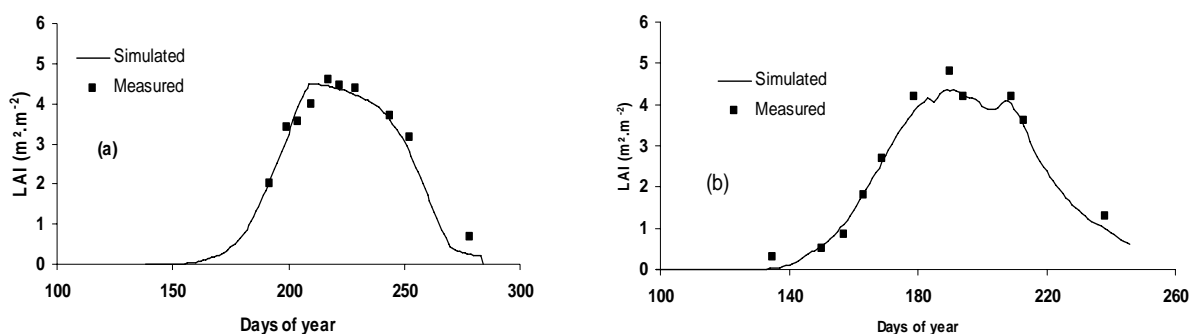 6
5
4
3
2
1
0
LAI (m².m⁻²)
Simulated
Measured
(a)
100 150 200 250 300
Days of year
6
5
4
3
2
1
0
LAI (m².m⁻²)
Simulated
Measured
(b)
100 140 180 220 260
Days of year